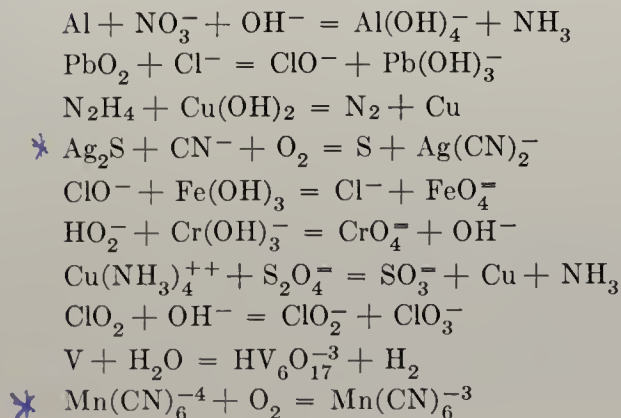 Al + NO₃⁻ + OH⁻ = Al(OH)₄⁻ + NH₃
PbO₂ + Cl⁻ = ClO⁻ + Pb(OH)₃⁻
N₂H₄ + Cu(OH)₂ = N₂ + Cu
* Ag₂S + CN⁻ + O₂ = S + Ag(CN)₂⁻
ClO⁻ + Fe(OH)₃ = Cl⁻ + FeO₄⁼
HO₂⁻ + Cr(OH)₃⁻ = CrO₄⁼ + OH⁻
Cu(NH₃)₄⁺⁺ + S₂O₄⁼ = SO₃⁼ + Cu + NH₃
ClO₂ + OH⁻ = ClO₂⁻ + ClO₃⁻
V + H₂O = HV₆O₁₇⁻³ + H₂
* Mn(CN)₆⁻⁴ + O₂ = Mn(CN)₆⁻³